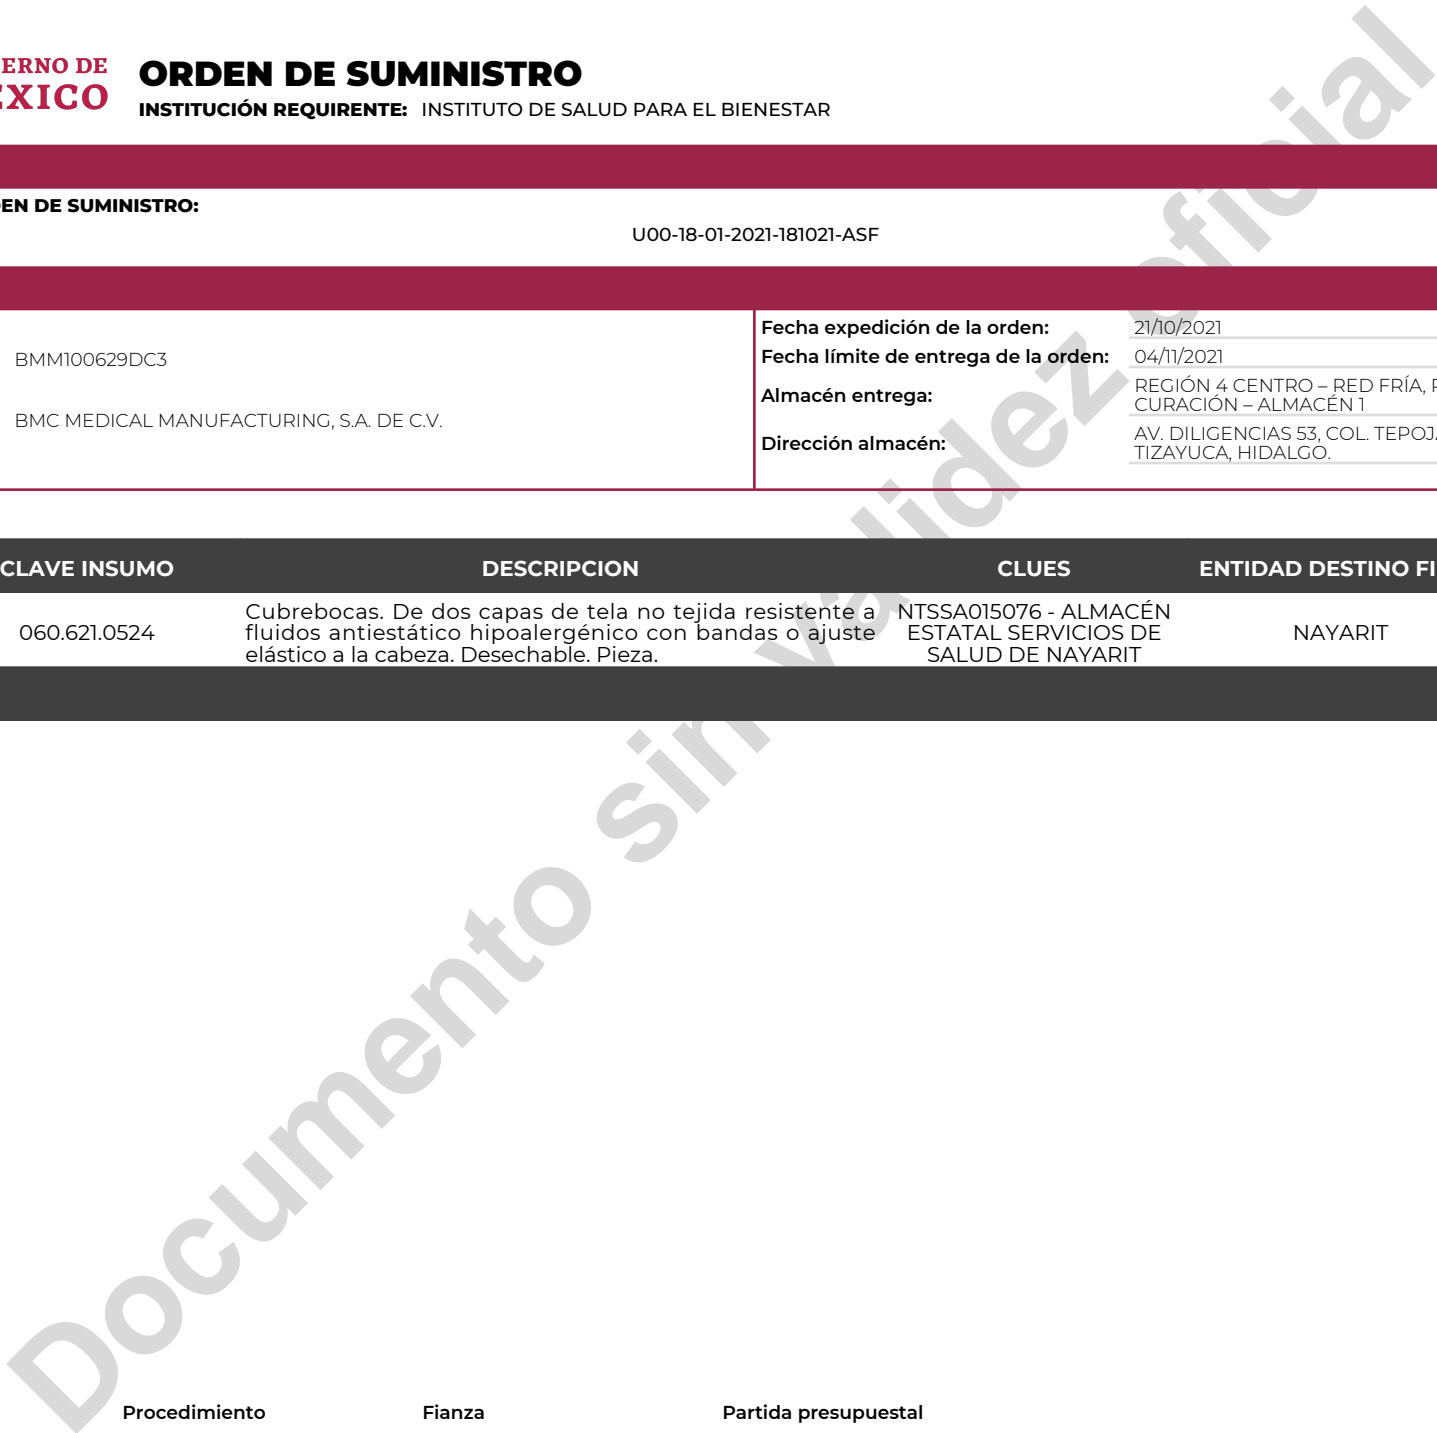 ERNO DE
XICO
ORDEN DE SUMINISTRO
INSTITUCIÓN REQUIRENTE: INSTITUTO DE SALUD PARA EL BIENESTAR
EN DE SUMINISTRO:
U00-18-01-2021-181021-ASF
BMM100629DC3
BMC MEDICAL MANUFACTURING, S.A. DE C.V.
Fecha expedición de la orden: 21/10/2021
Fecha límite de entrega de la orden: 04/11/2021
Almacén entrega: REGIÓN 4 CENTRO – RED FRÍA,
CURACIÓN – ALMACÉN 1
Dirección almacén: AV. DILIGENCIAS 53, COL. TEPOJ
TIZAYUCA, HIDALGO.
CLAVE INSUMO DESCRIPCION CLUES ENTIDAD DESTINO FI
060.621.0524
Cubrebocas. De dos capas de tela no tejida resistente a
fluidos antiestático hipoalergénico con bandas o ajuste
elástico a la cabeza. Desechable. Pieza.
NTSSA015076 - ALMACÉN
ESTATAL SERVICIOS DE
SALUD DE NAYARIT
NAYARIT
Documento sin validez oficial
Procedimiento Fianza Partida presupuestal